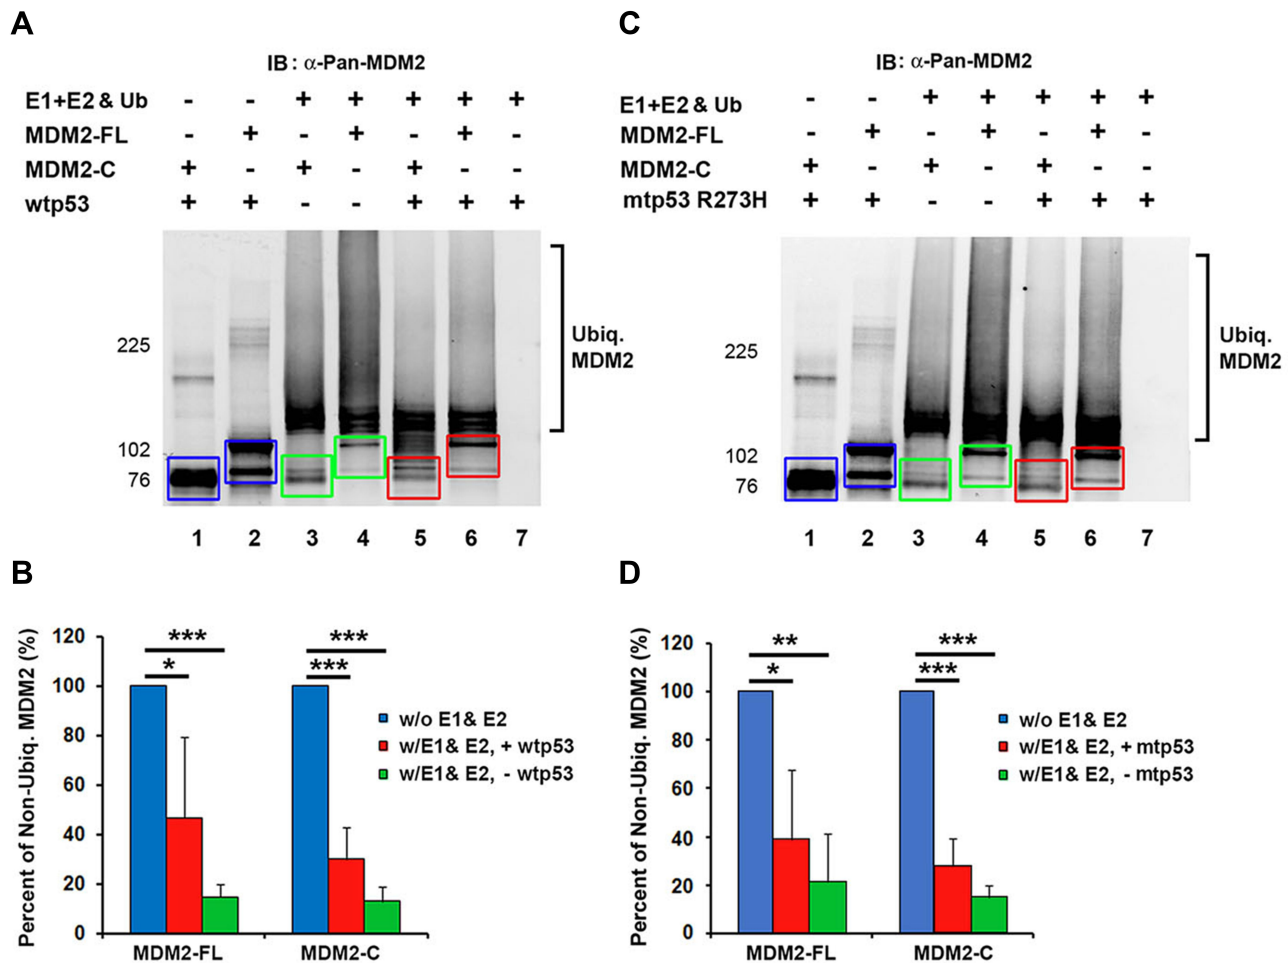 A
IB: α-Pan-MDM2
E1+E2 & Ub - - + + + + +
MDM2-FL - + - + - + -
MDM2-C + - + - + - -
wtp53 + + - - + + +
225
102
76
Ubiq.
MDM2
1 2 3 4 5 6 7
C
IB: α-Pan-MDM2
E1+E2 & Ub - - + + + + +
MDM2-FL - + - + - + -
MDM2-C + - + - + - -
mtp53 R273H + + - - + + +
225
102
76
Ubiq.
MDM2
1 2 3 4 5 6 7
B
Percent of Non-Ubiq. MDM2 (%)
120
100
80
60
40
20
0
***
*
***
***
MDM2-FL
MDM2-C
w/o E1& E2
w/E1& E2, + wtp53
w/E1& E2, - wtp53
D
Percent of Non-Ubiq. MDM2 (%)
120
100
80
60
40
20
0
**
*
***
***
MDM2-FL
MDM2-C
w/o E1& E2
w/E1& E2, + mtp53
w/E1& E2, - mtp53